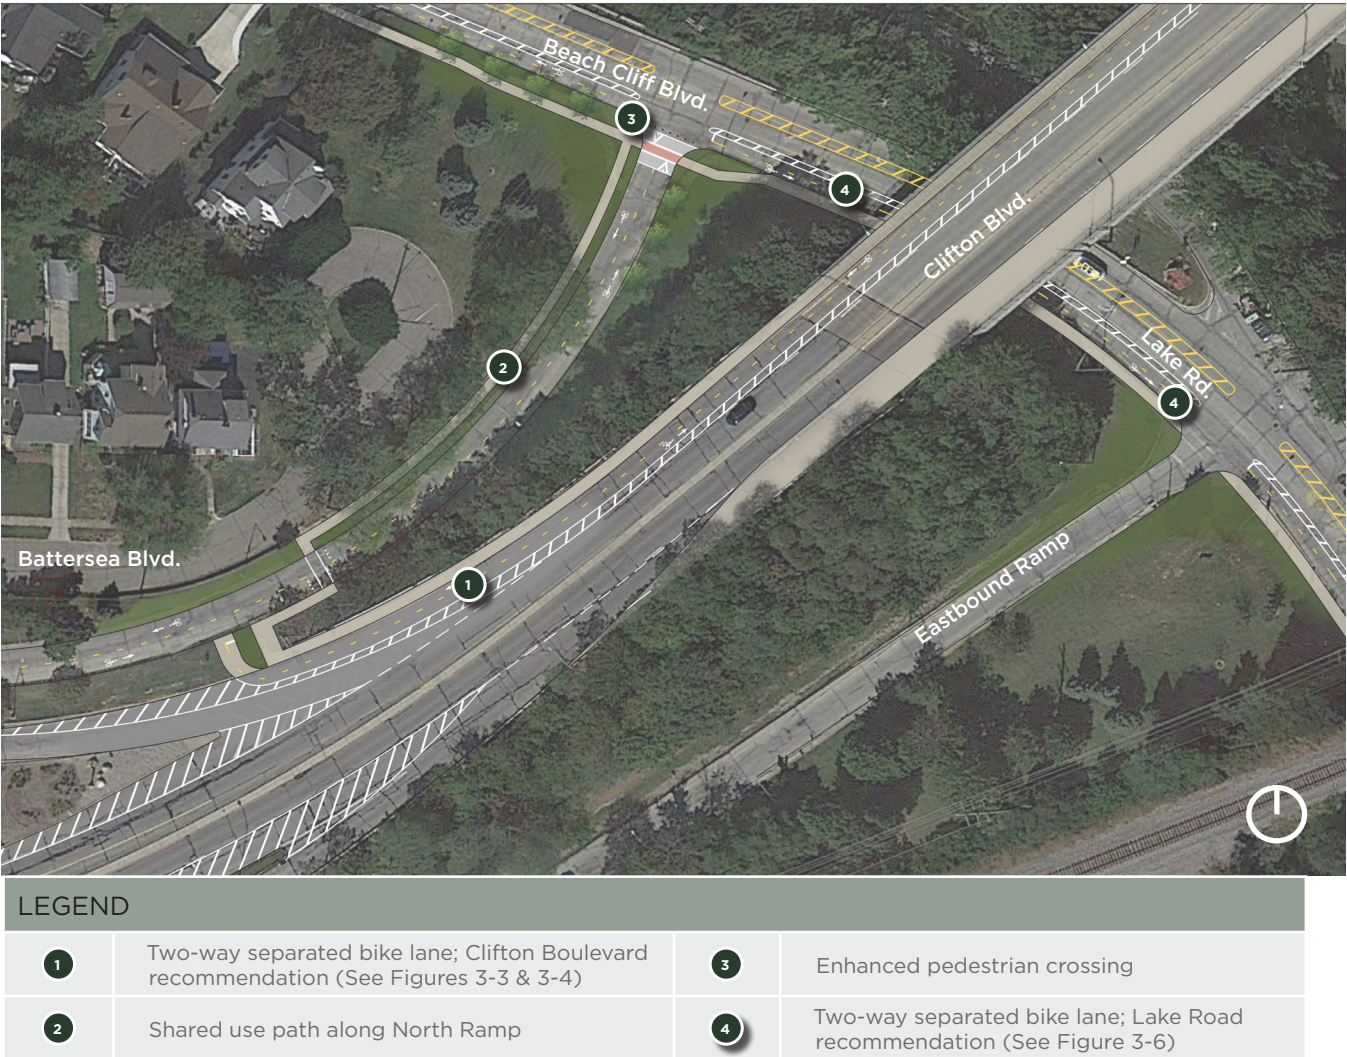 Beach Cliff Blvd.
3
4
Clifton Blvd.
Lake Rd.
4
2
Battersea Blvd.
1
Eastbound Ramp
LEGEND
1
Two-way separated bike lane; Clifton Boulevard
recommendation (See Figures 3-3 & 3-4)
3
Enhanced pedestrian crossing
2
Shared use path along North Ramp
4
Two-way separated bike lane; Lake Road
recommendation (See Figure 3-6)